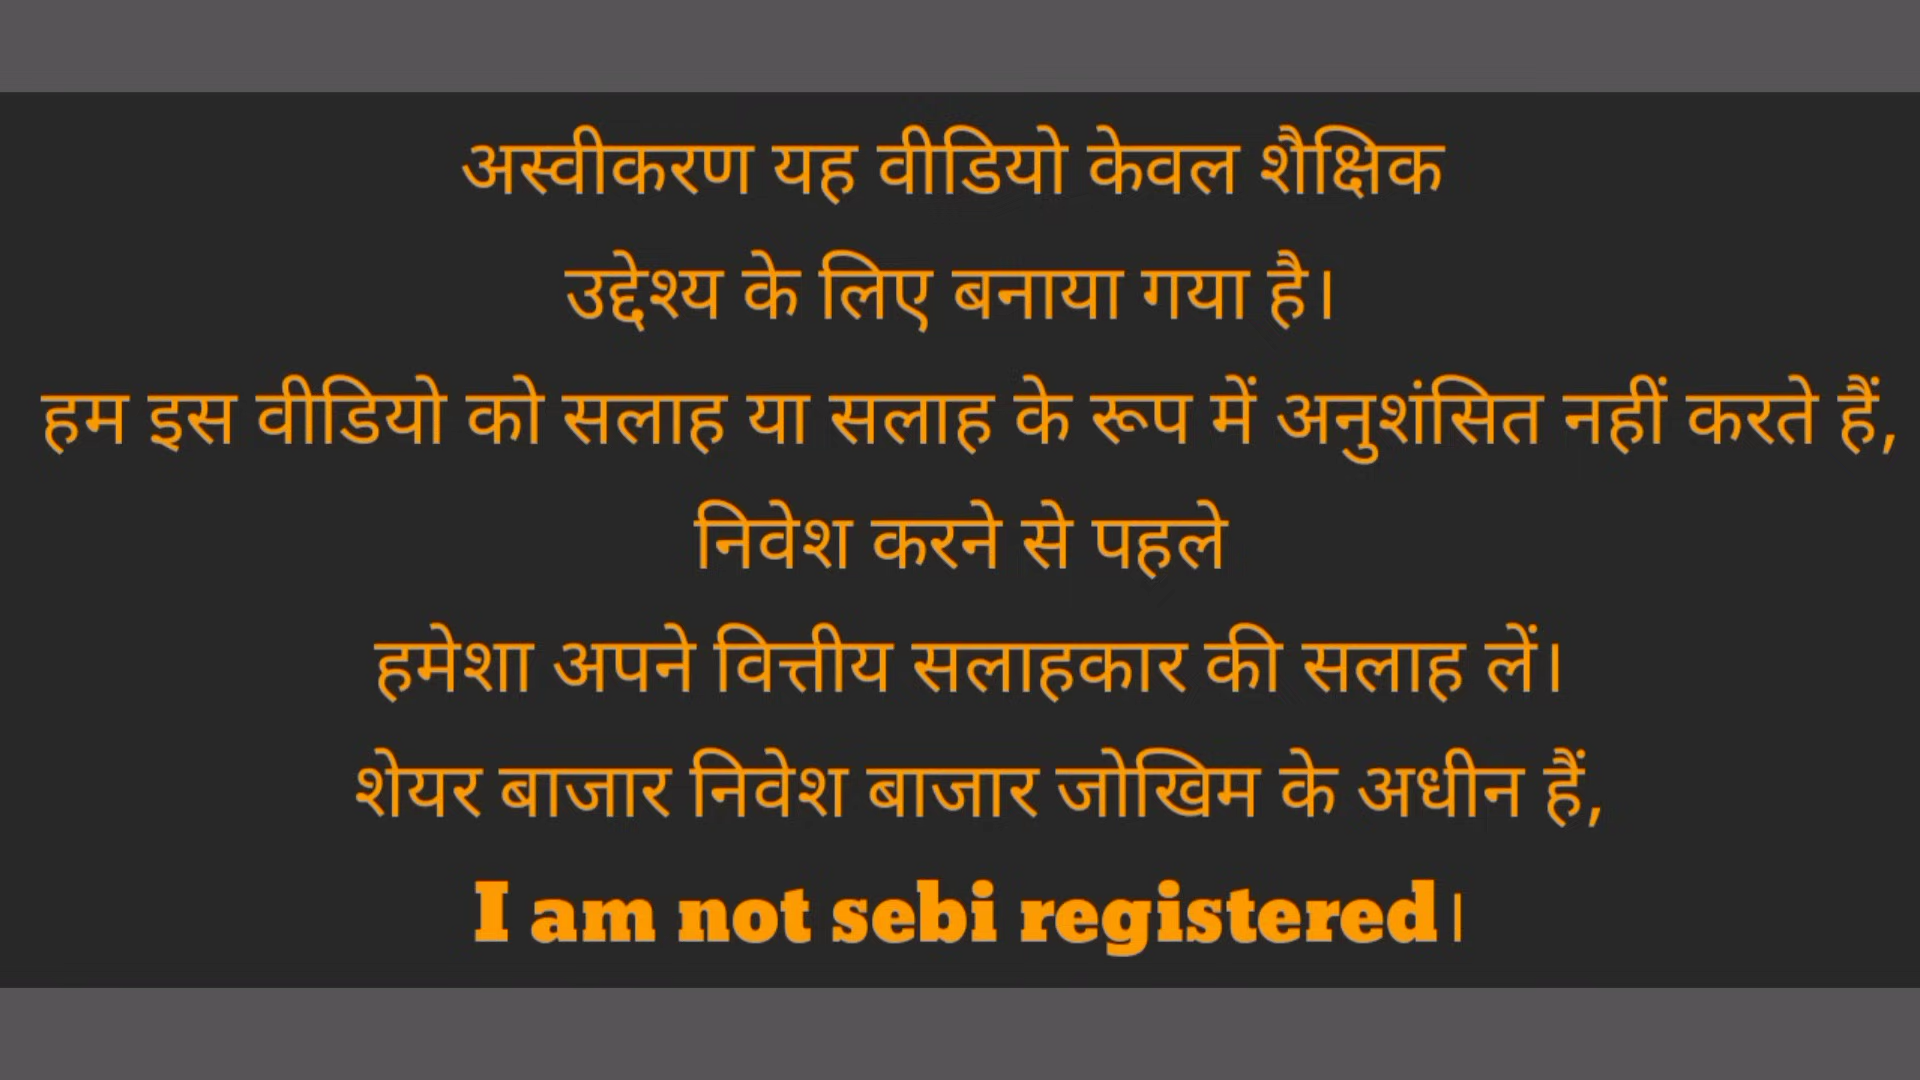 अस्वीकरण यह वीडियो केवल शैक्षिक
उद्देश्य के लिए बनाया गया है।
हम इस वीडियो को सलाह या सलाह के रूप में अनुशंसित नहीं करते हैं,
निवेश करने से पहले
हमेशा अपने वित्तीय सलाहकार की सलाह लें।
शेयर बाजार निवेश बाजार जोखिम के अधीन हैं,
I am not sebi registered।